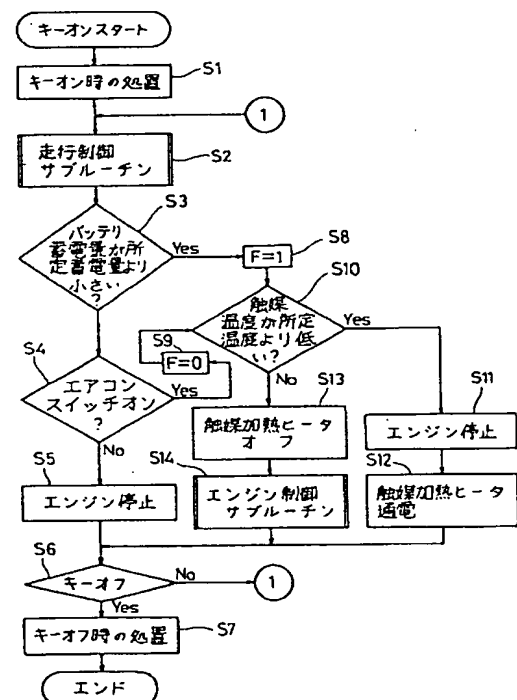 キーオンスタート
キーオン時の処置
S1
1
走行制御
サブルーチン
S2
バッテリ
蓄電量が所
定蓄電量より
小さい
?
S3
Yes
F=1
S8
触媒
温度が所定
温度より低
い?
S10
Yes
No
S9
F=0
S4
エアコン
スイッチオン
?
Yes
No
S13
触媒加熱ヒータ
オフ
S11
エンジン停止
S5
エンジン停止
S14
エンジン制御
サブルーチン
S12
触媒加熱ヒータ
通電
S6
キーオフ
No
1
Yes
キーオフ時の処置
S7
エンド